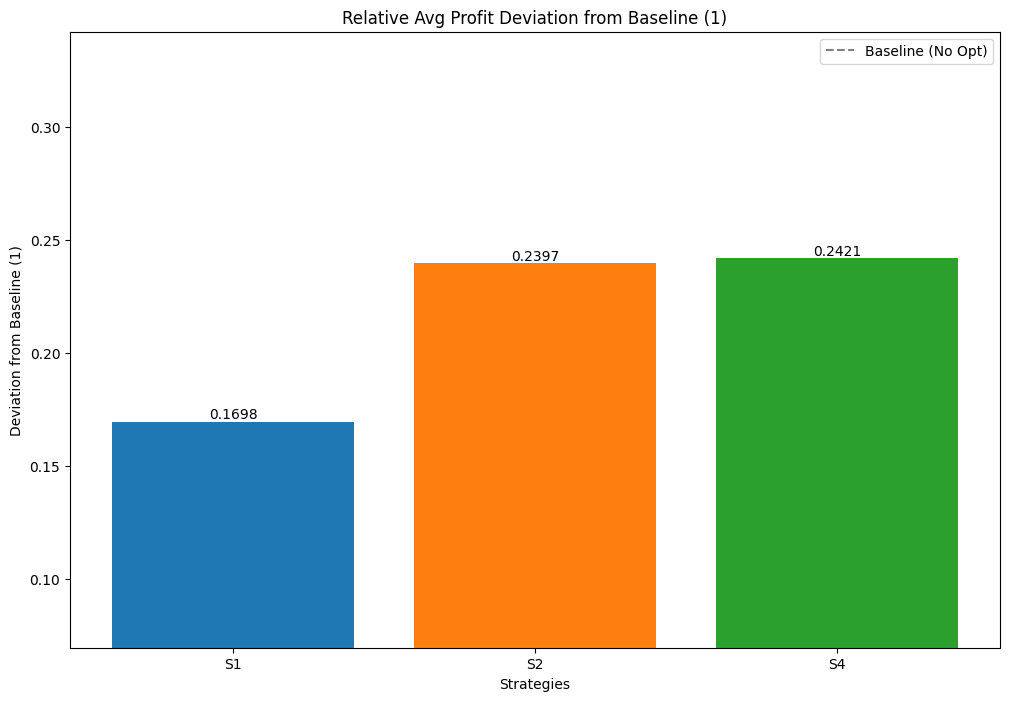 Relative Avg Profit Deviation from Baseline (1)
Baseline (No Opt)
0.30
0.25
0.20
0.15
0.10
Deviation from Baseline (1)
0.1698
0.2397
0.2421
S1
S2
S4
Strategies